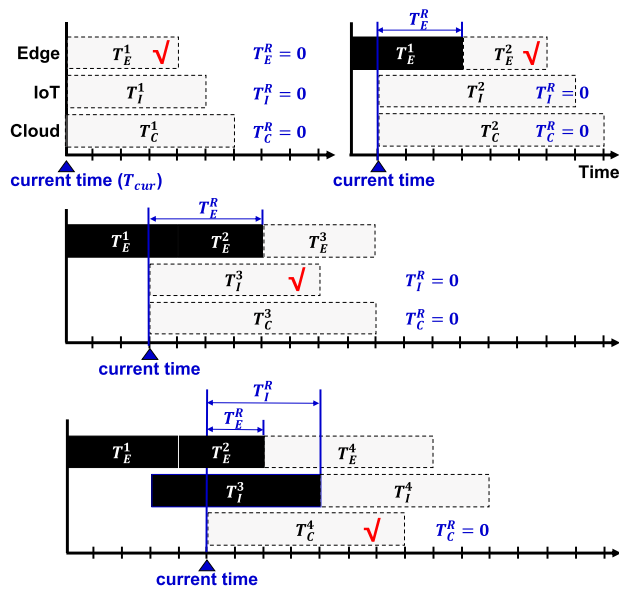 Edge T_E^1 √ T_E^R = 0
IoT T_I^1 T_I^R = 0
Cloud T_C^1 T_C^R = 0
current time (T_cur)
T_E^R
T_E^1 T_E^2 √
T_I^2 T_I^R = 0
T_C^2 T_C^R = 0
Time
current time
T_E^R
T_E^1 T_E^2 T_E^3
T_I^3 √ T_I^R = 0
T_C^3 T_C^R = 0
current time
T_I^R
T_E^R
T_E^1 T_E^2 T_E^4
T_I^3 T_I^4
T_C^4 √ T_C^R = 0
current time